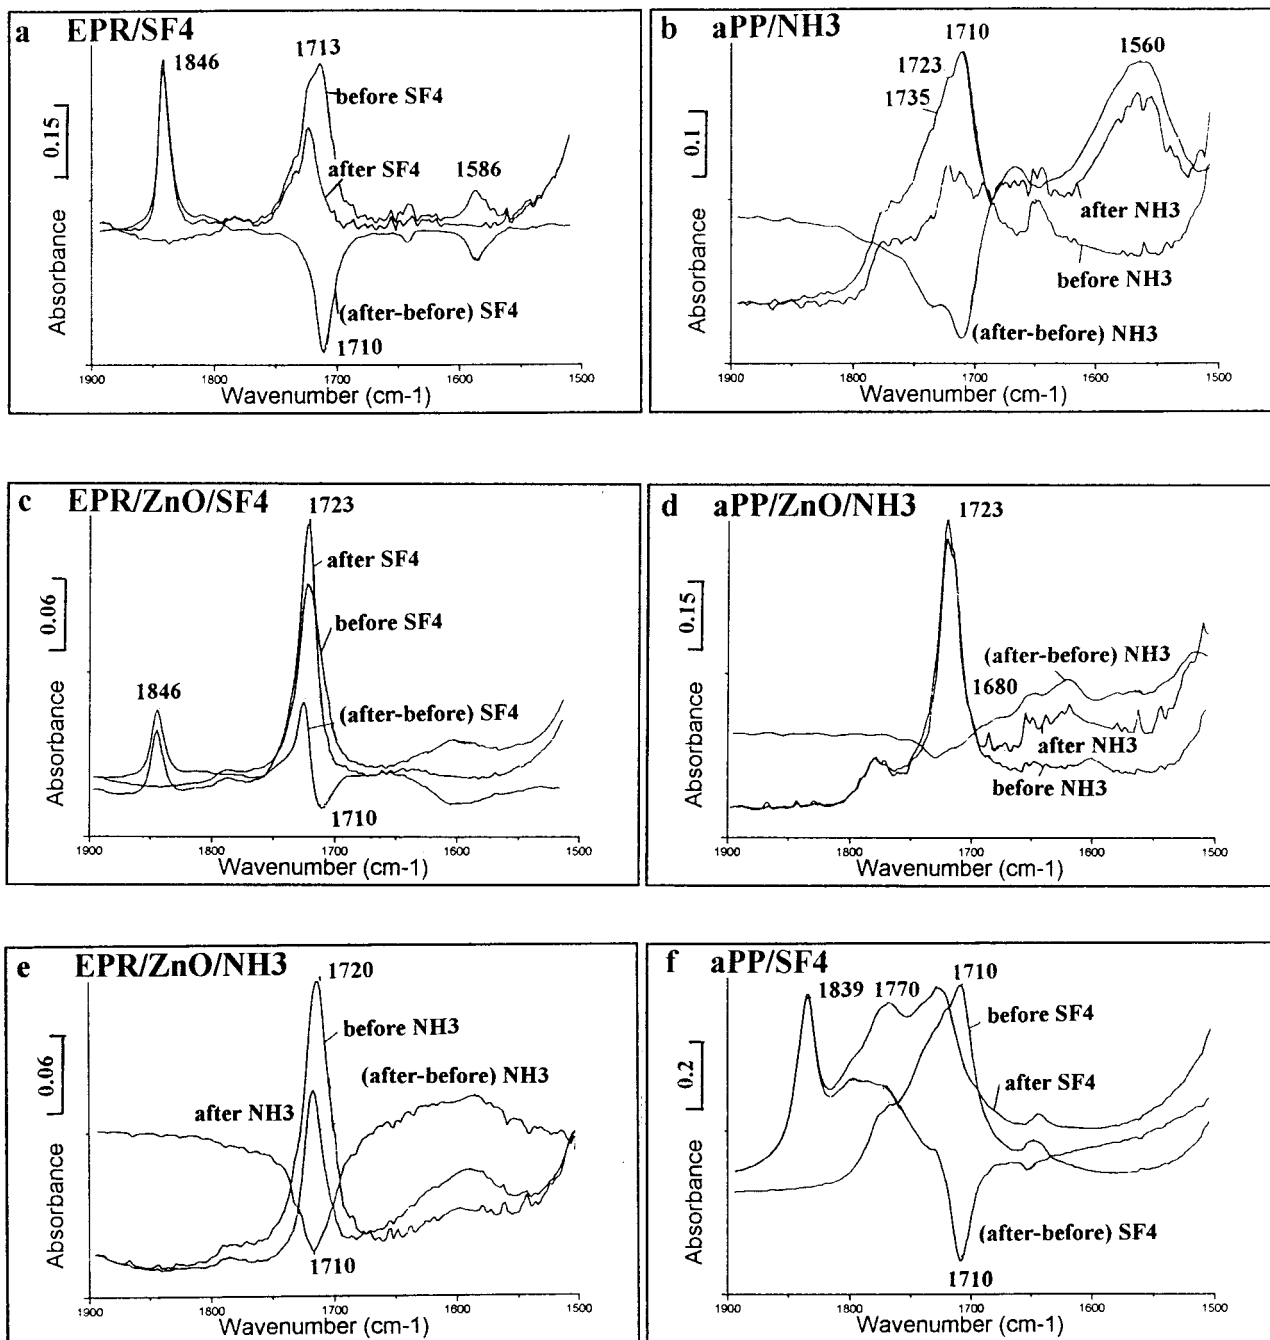 a EPR/SF4
1846
1713
before SF4
0.15
after SF4
1586
Absorbance
(after-before) SF4
1710
1900 1800 1700 1600 1500
Wavenumber (cm-1)
b aPP/NH3
1710
1560
1723
1735
0.1
after NH3
Absorbance
before NH3
(after-before) NH3
1900 1800 1700 1600 1500
Wavenumber (cm-1)
c EPR/ZnO/SF4
1723
after SF4
0.06
before SF4
1846
(after-before) SF4
Absorbance
1710
1900 1800 1700 1600 1500
Wavenumber (cm-1)
d aPP/ZnO/NH3
1723
0.15
(after-before) NH3
1680
after NH3
Absorbance
before NH3
1900 1800 1700 1600 1500
Wavenumber (cm-1)
e EPR/ZnO/NH3
1720
before NH3
(after-before) NH3
0.06
after NH3
Absorbance
1710
1900 1800 1700 1600 1500
Wavenumber (cm-1)
f aPP/SF4
1839 1770 1710
before SF4
0.2
after SF4
Absorbance
(after-before) SF4
1710
1900 1800 1700 1600 1500
Wavenumber (cm-1)